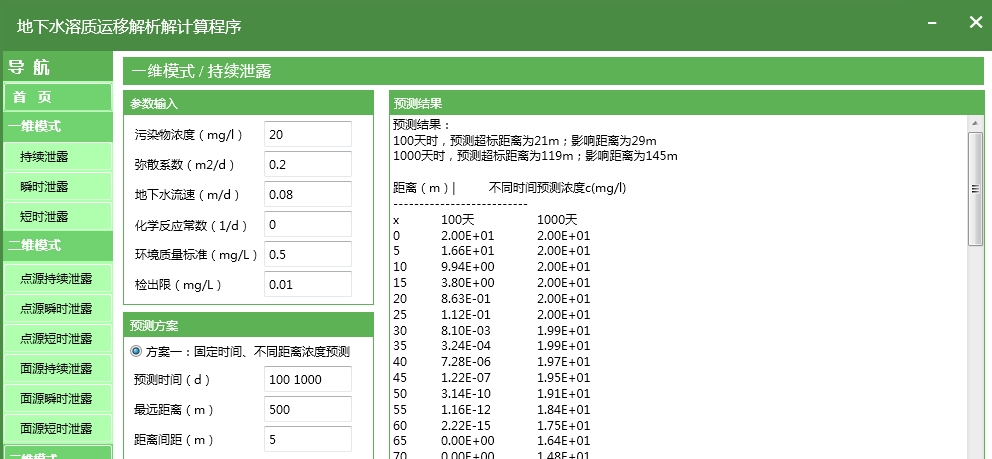 地下水溶质运移解析解计算程序
导 航
首 页
一维模式
持续泄露
瞬时泄露
短时泄露
二维模式
点源持续泄露
点源瞬时泄露
点源短时泄露
面源持续泄露
面源瞬时泄露
面源短时泄露
一维模式 / 持续泄露
参数输入
污染物浓度（mg/l） 20
弥散系数（m2/d） 0.2
地下水流速（m/d） 0.08
化学反应常数（1/d） 0
环境质量标准（mg/L） 0.5
检出限（mg/L） 0.01
预测方案
方案一：固定时间、不同距离浓度预测
预测时间（d） 100 1000
最远距离（m） 500
距离间距（m） 5
预测结果
预测结果：
100天时，预测超标距离为21m；影响距离为29m
1000天时，预测超标距离为119m；影响距离为145m
距离（m）| 不同时间预测浓度c(mg/l)
--------------------------
x 100天 1000天
0 2.00E+01 2.00E+01
5 1.66E+01 2.00E+01
10 9.94E+00 2.00E+01
15 3.80E+00 2.00E+01
20 8.63E-01 2.00E+01
25 1.12E-01 2.00E+01
30 8.10E-03 1.99E+01
35 3.24E-04 1.99E+01
40 7.28E-06 1.97E+01
45 1.22E-07 1.95E+01
50 3.14E-10 1.91E+01
55 1.16E-12 1.84E+01
60 2.22E-15 1.75E+01
65 0.00E+00 1.64E+01
70 0.00E+00 1.48E+01